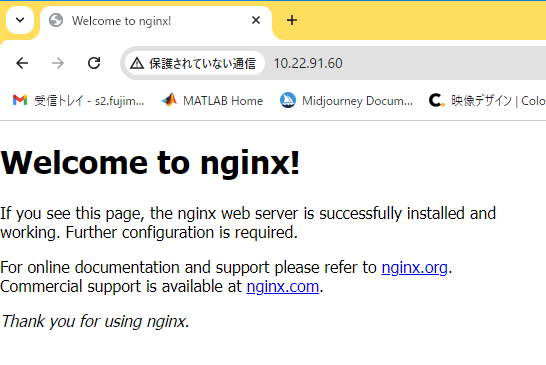 Welcome to nginx!
保護されていない通信 10.22.91.60
受信トレイ - s2.fujim... MATLAB Home Midjourney Docum... 映像デザイン | Colo
Welcome to nginx!
If you see this page, the nginx web server is successfully installed and
working. Further configuration is required.
For online documentation and support please refer to nginx.org.
Commercial support is available at nginx.com.
Thank you for using nginx.